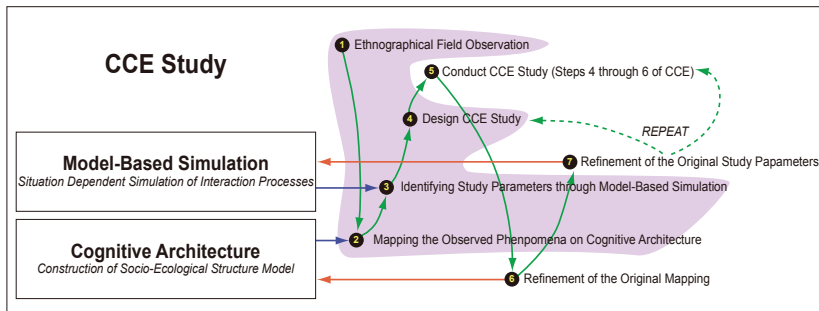 CCE Study
1 Ethnographical Field Observation
5 Conduct CCE Study (Steps 4 through 6 of CCE)
4 Design CCE Study
REPEAT
Model-Based Simulation
Situation Dependent Simulation of Interaction Processes
7 Refinement of the Original Study Papameters
3 Identifying Study Parameters through Model-Based Simulation
Cognitive Architecture
Construction of Socio-Ecological Structure Model
2 Mapping the Observed Phenpomena on Cognitive Architecture
6 Refinement of the Original Mapping